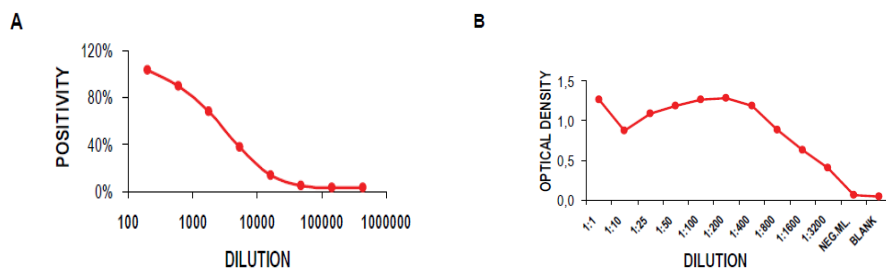 A
120%
80%
40%
0%
POSITIVITY
100 1000 10000 100000 1000000
DILUTION
B
1,5
1,0
0,5
0,0
OPTICAL DENSITY
1:1 1:10 1:25 1:50 1:100 1:200 1:400 1:800 1:1600 1:3200 NEG.ML. BLANK
DILUTION